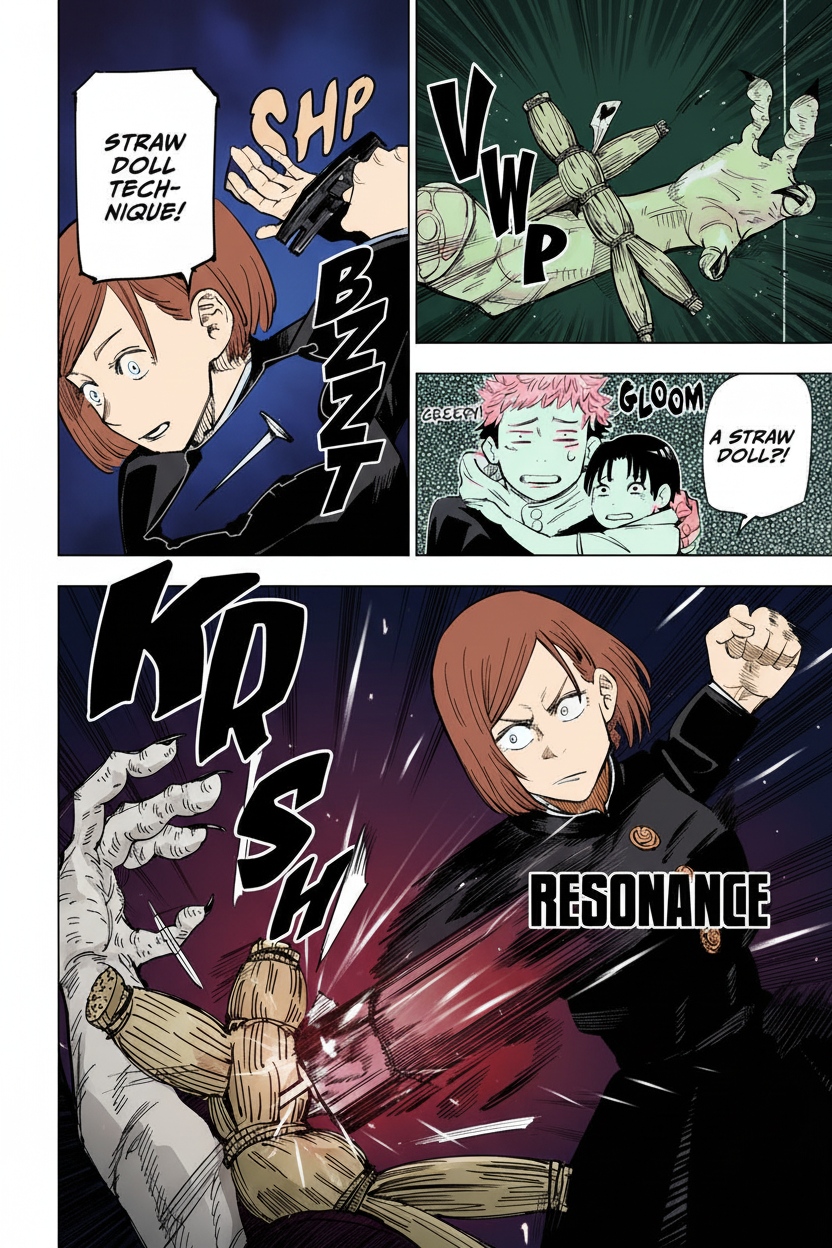 VWP
STRAW
DOLL
TECH-
NIQUE!
SHP
BZZT
A STRAW
DOLL?!
GLOOM
CREEPY!
KRSH
RESONANCE